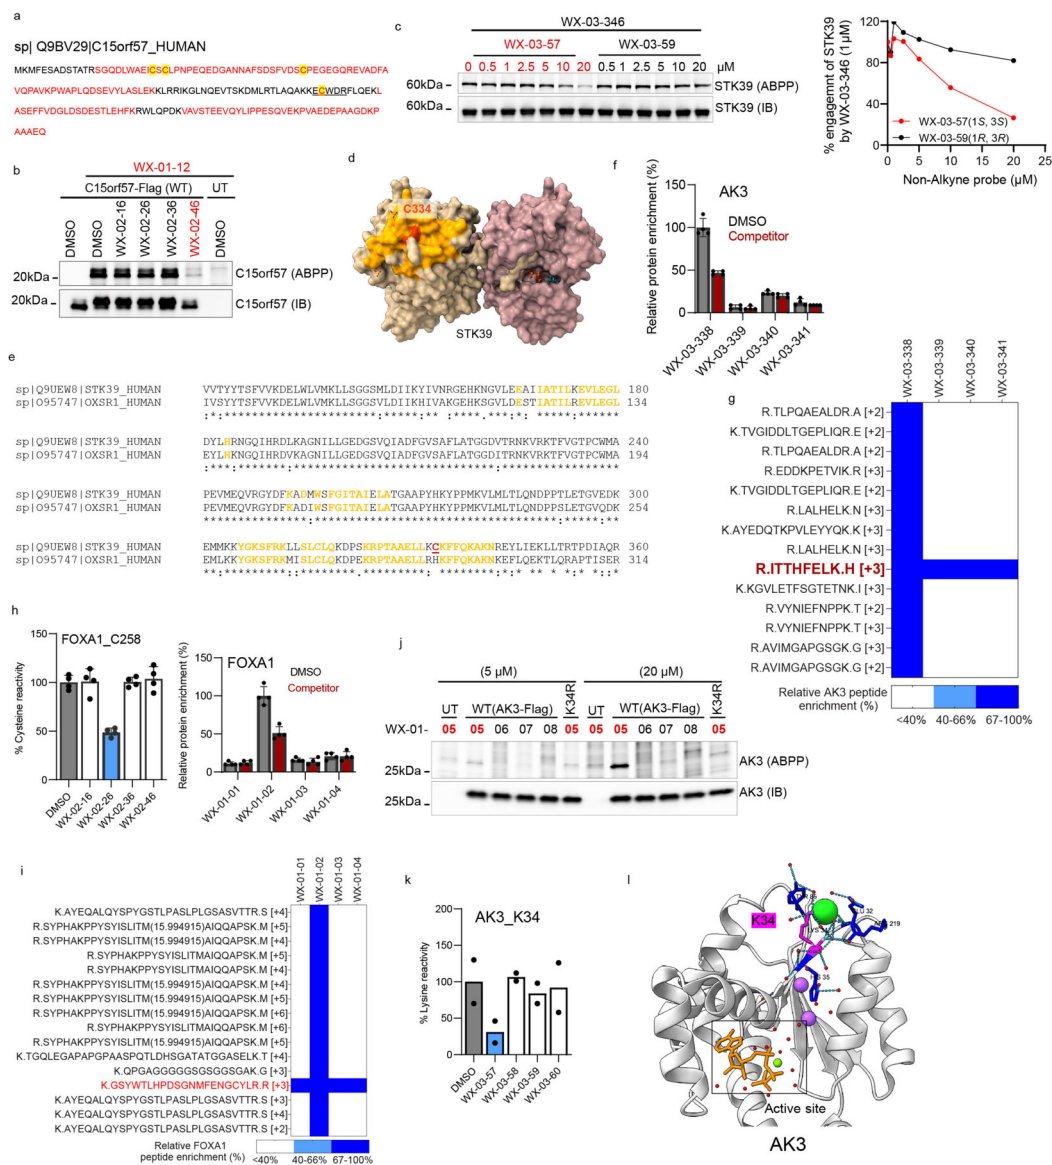 a
sp| Q9BV29|C15orf57_HUMAN
MKMFESADSTATRSGQDLWAEICSCLPNPEQEDGANNAFSDSFVDSCPEGEGQREVADFA
VQPAVKPWAPLQDSEVYLASLEKKLRRIKGLNQEVTSKDMLRTLAQAKKECWDRFLQEKL
ASEFFVDGLDSDESTLEHFKRWLQPDKVAVSTEEVQYLIPPESQVEKPVAEDEPAAGDKP
AAAEQ
b
WX-01-12
C15orf57-Flag (WT)
UT
DMSO
DMSO
WX-02-16
WX-02-26
WX-02-36
WX-02-46
DMSO
20kDa
C15orf57 (ABPP)
20kDa
C15orf57 (IB)
c
WX-03-346
WX-03-57
WX-03-59
0 0.5 1 2 5 10 20 0.5 1 2 5 10 20 µM
60kDa
STK39 (ABPP)
60kDa
STK39 (IB)
% engagemnt of STK39
by WX-03-346 (1 µM)
120
80
40
0
WX-03-57(1S, 3S)
WX-03-59(1R, 3R)
0 5 10 15 20 25
Non-Alkyne probe (µM)
d
C334
STK39
e
sp|Q9UEW8|STK39_HUMAN VVTYYTSFVVKDELWLVMKLLSGGSMLDIIKYIVNRGEHKNGVLEEAIIATILKEVLEGL 180
sp|O95747|OXSR1_HUMAN VVSYYTSFVVKDELWLVMKLLSGGSVLDIIKHIVAKGEHKSGVLDESTIATILREVLEGL 134
sp|Q9UEW8|STK39_HUMAN DYLHRNGQIHRDLKAGNILLGEDGSVQIADFGVSAFLATGGDVTRNKVRKTFVGTPCWMA 240
sp|O95747|OXSR1_HUMAN EYLHKNGQIHRDVKAGNILLGEDGSVQIADFGVSAFLATGGDITRNKVRKTFVGTPCWMA 194
sp|Q9UEW8|STK39_HUMAN PEVMEQVRGYDFKADMWSFGITAIELATGAAPYHKYPPMKVLMLTLQNDPPTLETGVEDK 300
sp|O95747|OXSR1_HUMAN PEVMEQVRGYDFKADIWSFGITAIELATGAAPYHKYPPMKVLMLTLQNDPPSLETGVQDK 254
sp|Q9UEW8|STK39_HUMAN EMMKKYGKSFRKLLSLCLQKDPSKRPTAAELLKCKFFQKAKNREYLIEKLLTRTPDIAQR 360
sp|O95747|OXSR1_HUMAN EMLKKYGKSFRKMISLCLQKDPEKRPTAAELLRHKFFQKAKNKEFLQEKTLQRAPTISER 314
f
AK3
DMSO
Competitor
Relative protein enrichment (%)
150
100
50
0
WX-03-338
WX-03-339
WX-03-340
WX-03-341
g
WX-03-338
WX-03-339
WX-03-340
WX-03-341
R.TLPQAEALDR.A [+2]
K.TVGIDDLTGEPLIQR.E [+2]
R.TLPQAEALDR.A [+2]
R.EDDKPETVIK.R [+3]
K.TVGIDDLTGEPLIQR.E [+2]
R.LALHELK.N [+3]
K.AYEDQTKPVLEYYQK.K [+3]
R.LALHELK.N [+3]
R.ITTHFELK.H [+3]
K.KGVLETFSGTETNK.I [+3]
R.VYNIEFNPPK.T [+2]
R.VYNIEFNPPK.T [+3]
R.AVIMGAPGSGK.G [+3]
R.AVIMGAPGSGK.G [+2]
Relative AK3 peptide
enrichment (%)
<40% 40-66% 67-100%
h
FOXA1_C258
% Cysteine reactivity
150
100
50
0
DMSO
WX-02-16
WX-02-26
WX-02-36
WX-02-46
FOXA1
DMSO
Competitor
Relative protein enrichment (%)
150
100
50
0
WX-01-01
WX-01-02
WX-01-03
WX-01-04
j
(5 µM)
(20 µM)
UT WT(AK3-Flag) K34R UT WT(AK3-Flag) K34R
WX-01- 05 05 06 07 08 05 05 05 06 07 08 05
25kDa
AK3 (ABPP)
25kDa
AK3 (IB)
i
WX-01-01
WX-01-02
WX-01-03
WX-01-04
K.AYEQALQYSPYGSTLPASLPLGSASVTTR.S [+4]
R.SYPHAKPPYSYISLITM(15.994915)AIQQAPSK.M [+5]
R.SYPHAKPPYSYISLITM(15.994915)AIQQAPSK.M [+4]
R.SYPHAKPPYSYISLITMAIQQAPSK.M [+5]
R.SYPHAKPPYSYISLITMAIQQAPSK.M [+4]
R.SYPHAKPPYSYISLITM(15.994915)AIQQAPSK.M [+4]
R.SYPHAKPPYSYISLITM(15.994915)AIQQAPSK.M [+5]
R.SYPHAKPPYSYISLITM(15.994915)AIQQAPSK.M [+6]
R.SYPHAKPPYSYISLITMAIQQAPSK.M [+6]
R.SYPHAKPPYSYISLITM(15.994915)AIQQAPSK.M [+5]
K.TGQLEGAPAPGPAASPQTLDHSGATATGGASELK.T [+4]
K.QPGAGGGGGSGSGGSGAK.G [+3]
K.GSYWTLHPDSGNMFENGCYLR.R [+3]
K.AYEQALQYSPYGSTLPASLPLGSASVTTR.S [+3]
K.AYEQALQYSPYGSTLPASLPLGSASVTTR.S [+4]
K.AYEQALQYSPYGSTLPASLPLGSASVTTR.S [+2]
Relative FOXA1
peptide enrichment (%)
<40% 40-66% 67-100%
k
AK3_K34
% Lysine reactivity
200
150
100
50
0
DMSO
WX-03-57
WX-03-58
WX-03-59
WX-03-60
l
K34
Active site
AK3